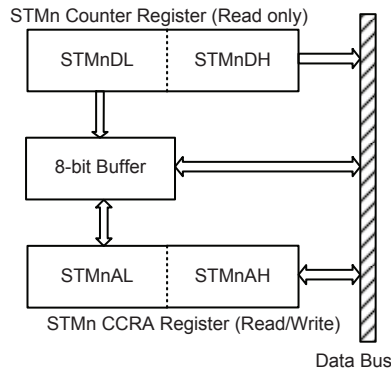 STMn Counter Register (Read only)
STMnDL STMnDH
8-bit Buffer
STMnAL STMnAH
STMn CCRA Register (Read/Write)
Data Bus